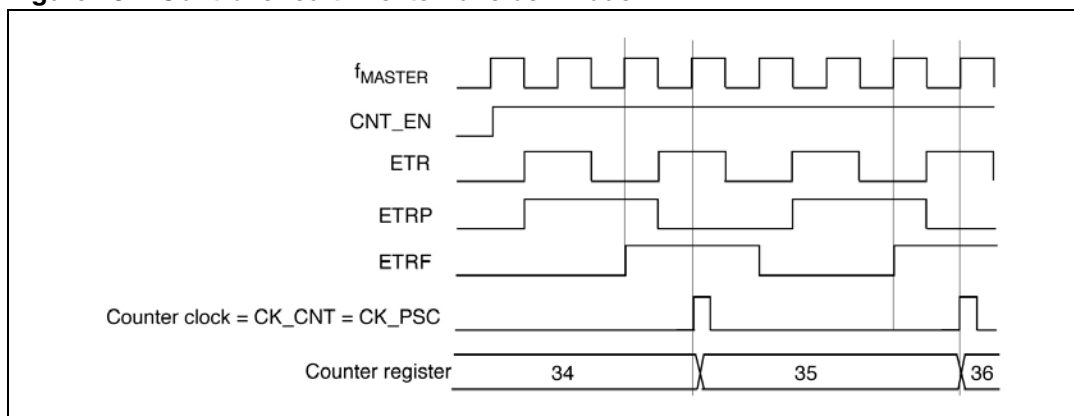 fMASTER
CNT_EN
ETR
ETRP
ETRF
Counter clock = CK_CNT = CK_PSC
Counter register 34 35 36